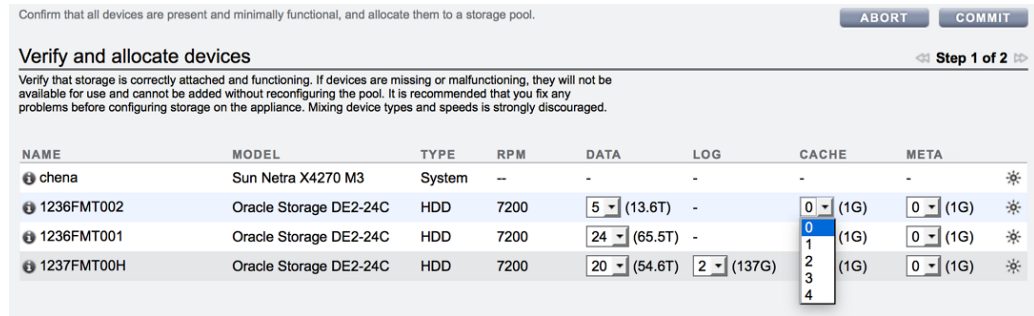 Confirm that all devices are present and minimally functional, and allocate them to a storage pool.
ABORT COMMIT
Verify and allocate devices
Step 1 of 2
Verify that storage is correctly attached and functioning. If devices are missing or malfunctioning, they will not be
available for use and cannot be added without reconfiguring the pool. It is recommended that you fix any
problems before configuring storage on the appliance. Mixing device types and speeds is strongly discouraged.
NAME MODEL TYPE RPM DATA LOG CACHE META
chena Sun Netra X4270 M3 System -- - - - -
1236FMT002 Oracle Storage DE2-24C HDD 7200 5 (13.6T) - 0 (1G) 0 (1G)
1236FMT001 Oracle Storage DE2-24C HDD 7200 24 (65.5T) - (1G) 0 (1G)
1237FMT00H Oracle Storage DE2-24C HDD 7200 20 (54.6T) 2 (137G) (1G) 0 (1G)
0
1
2
3
4